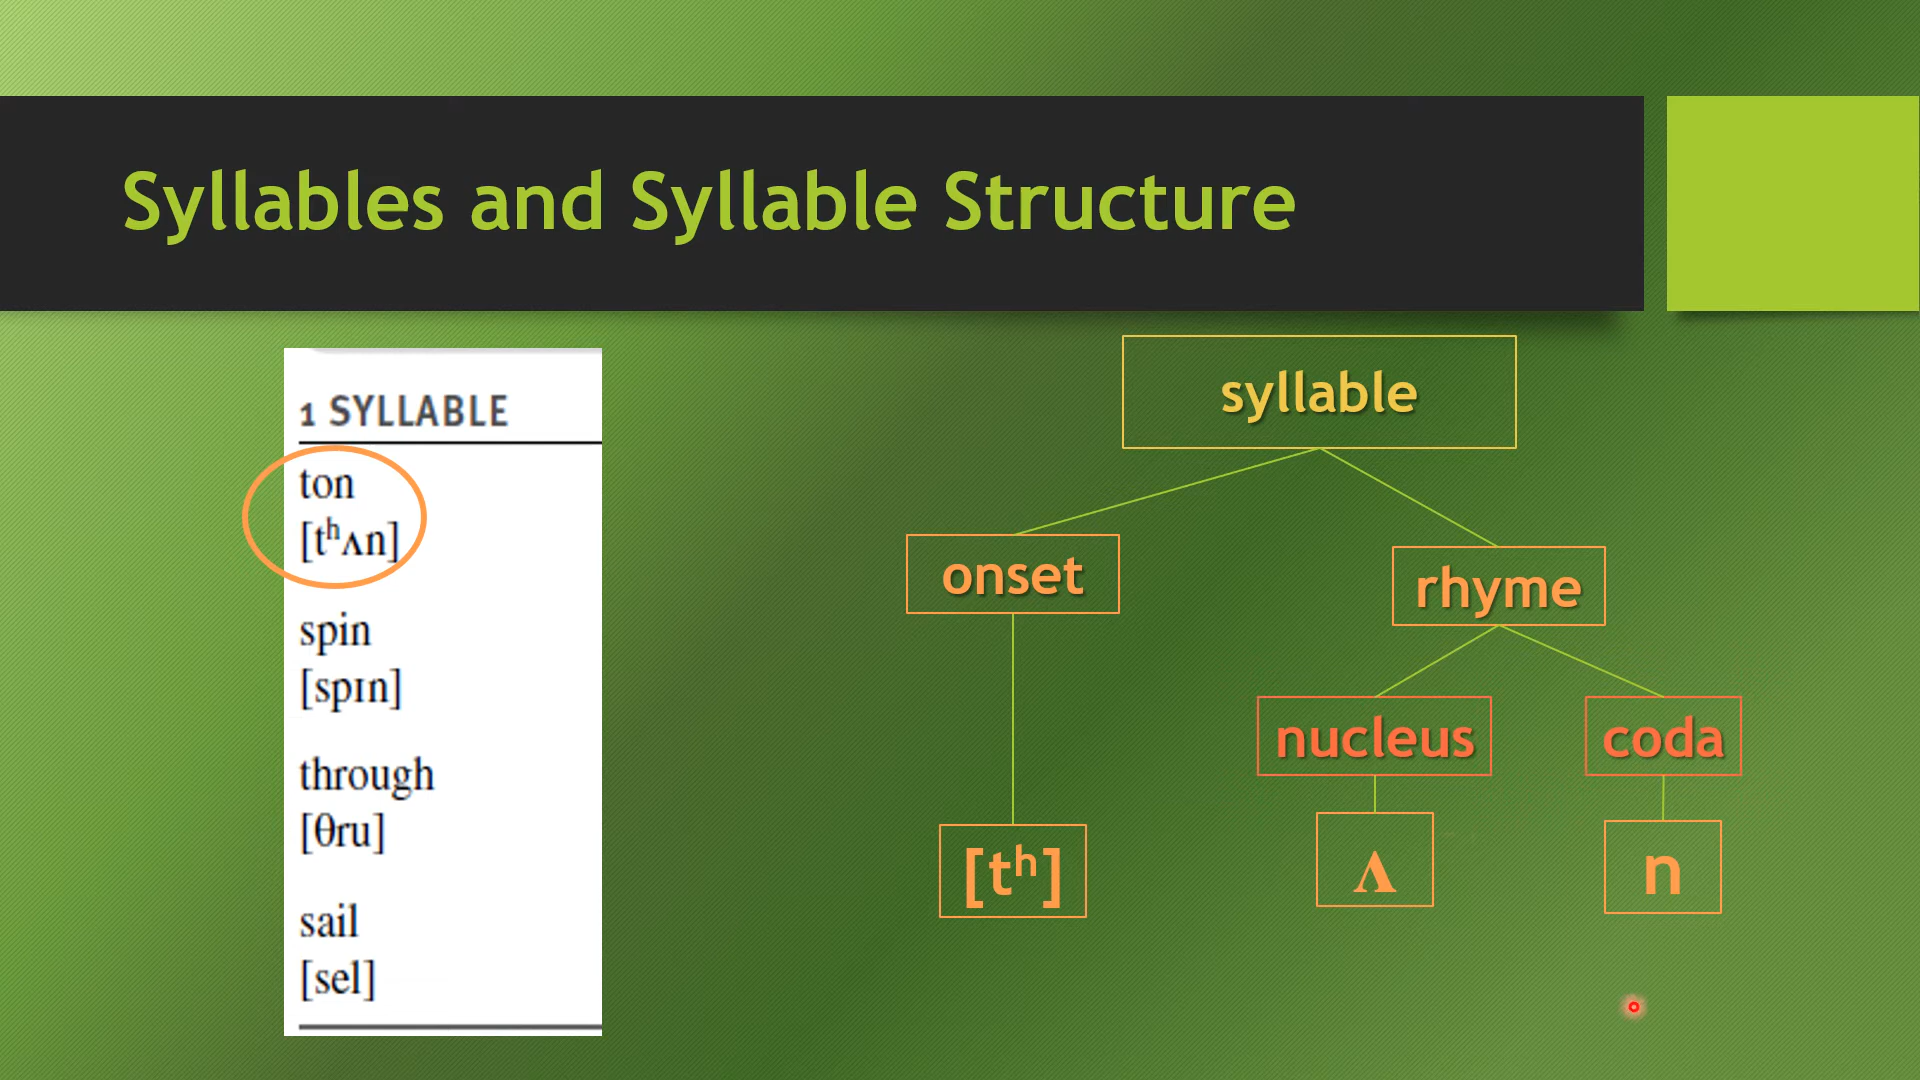 Syllables and Syllable Structure
1 SYLLABLE
ton
[tʰʌn]
spin
[spɪn]
through
[θru]
sail
[sel]
syllable
onset
rhyme
nucleus
coda
[tʰ]
ʌ
n